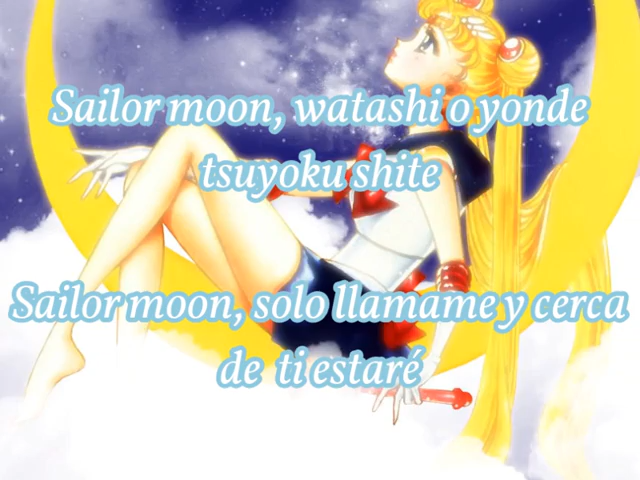 Sailor moon, watashi o yonde
tsuyoku shite
Sailor moon, solo llamame y cerca
de ti estaré